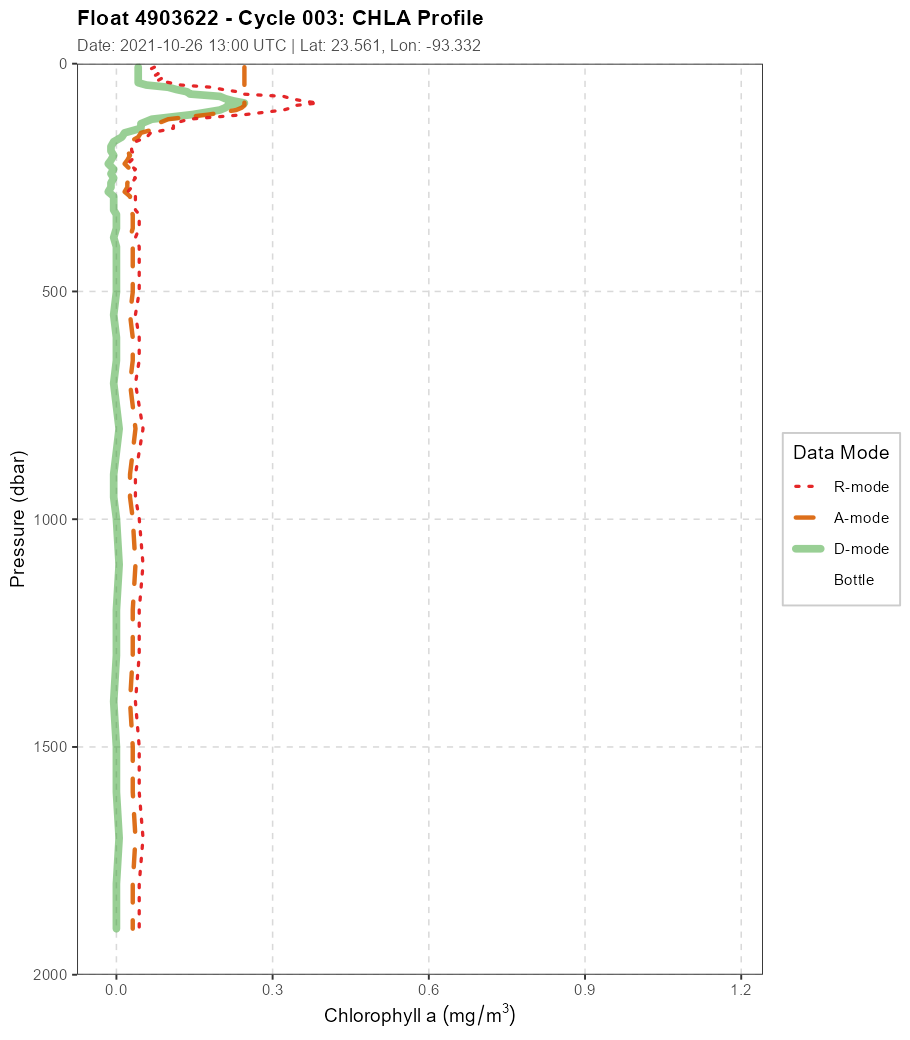 Float 4903622 - Cycle 003: CHLA Profile
Date: 2021-10-26 13:00 UTC | Lat: 23.561, Lon: -93.332
0
500
1000
1500
2000
Pressure (dbar)
0.0 0.3 0.6 0.9 1.2
Chlorophyll a (mg/m³)
Data Mode
R-mode
A-mode
D-mode
Bottle